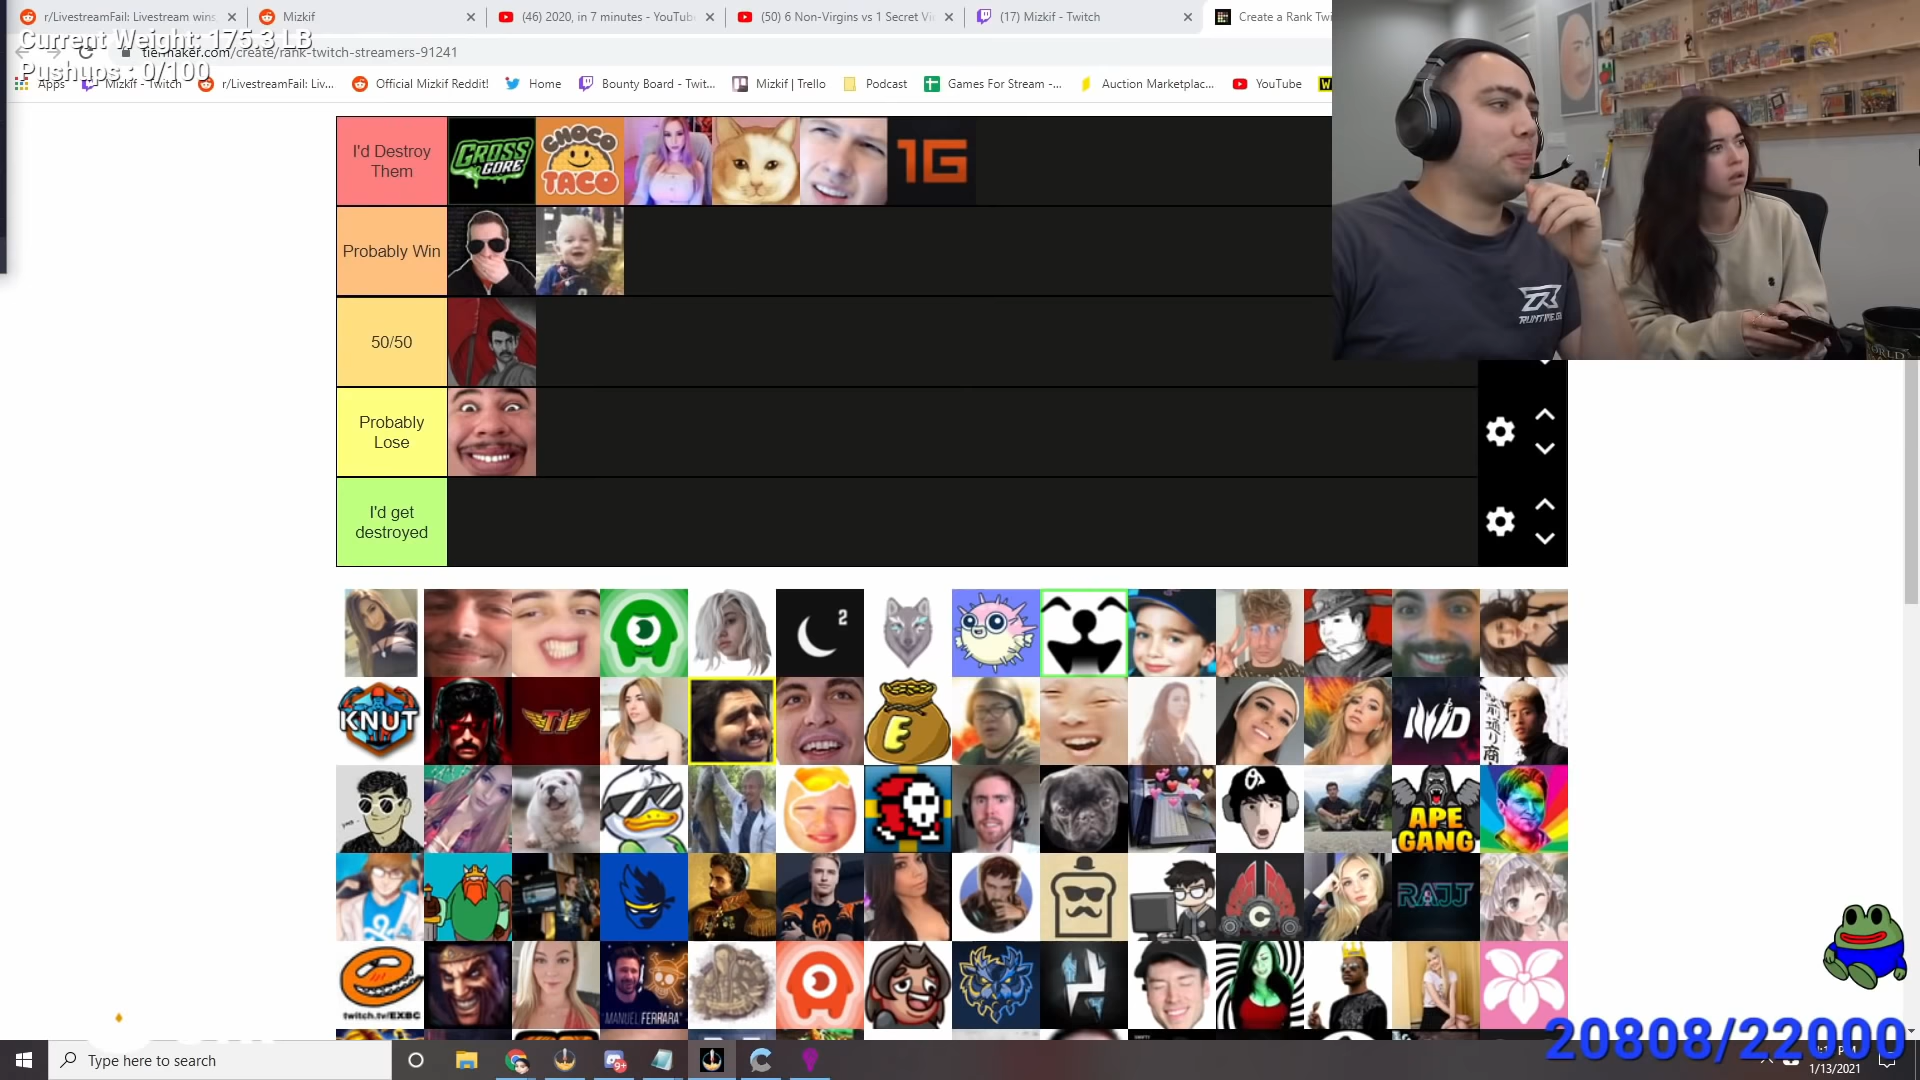 r/LivestreamFail: Livestream wins,
Mizkif
(46) 2020, in 7 minutes - YouTub
(50) 6 Non-Virgins vs 1 Secret Vi
(17) Mizkif - Twitch
Create a Rank Twi
Current Weight: 175.3 LB
tiermaker.com/create/rank-twitch-streamers-91241
Pushups : 0/100
Apps
Mizkif - Twitch
r/LivestreamFail: Liv...
Official Mizkif Reddit!
Home
Bounty Board - Twit...
Mizkif | Trello
Podcast
Games For Stream -...
Auction Marketplac...
YouTube
I'd Destroy
Them
GROSS
GORE
CHOCO
TACO
1G
Probably Win
50/50
Probably
Lose
I'd get
destroyed
RUNTIME.G
2
KNUT
T1
E
APE
GANG
C
RAJJ
twitch.tv/EXBC
"MANUEL FERRARA"
Type here to search
9+
20808/22000
1/13/2021